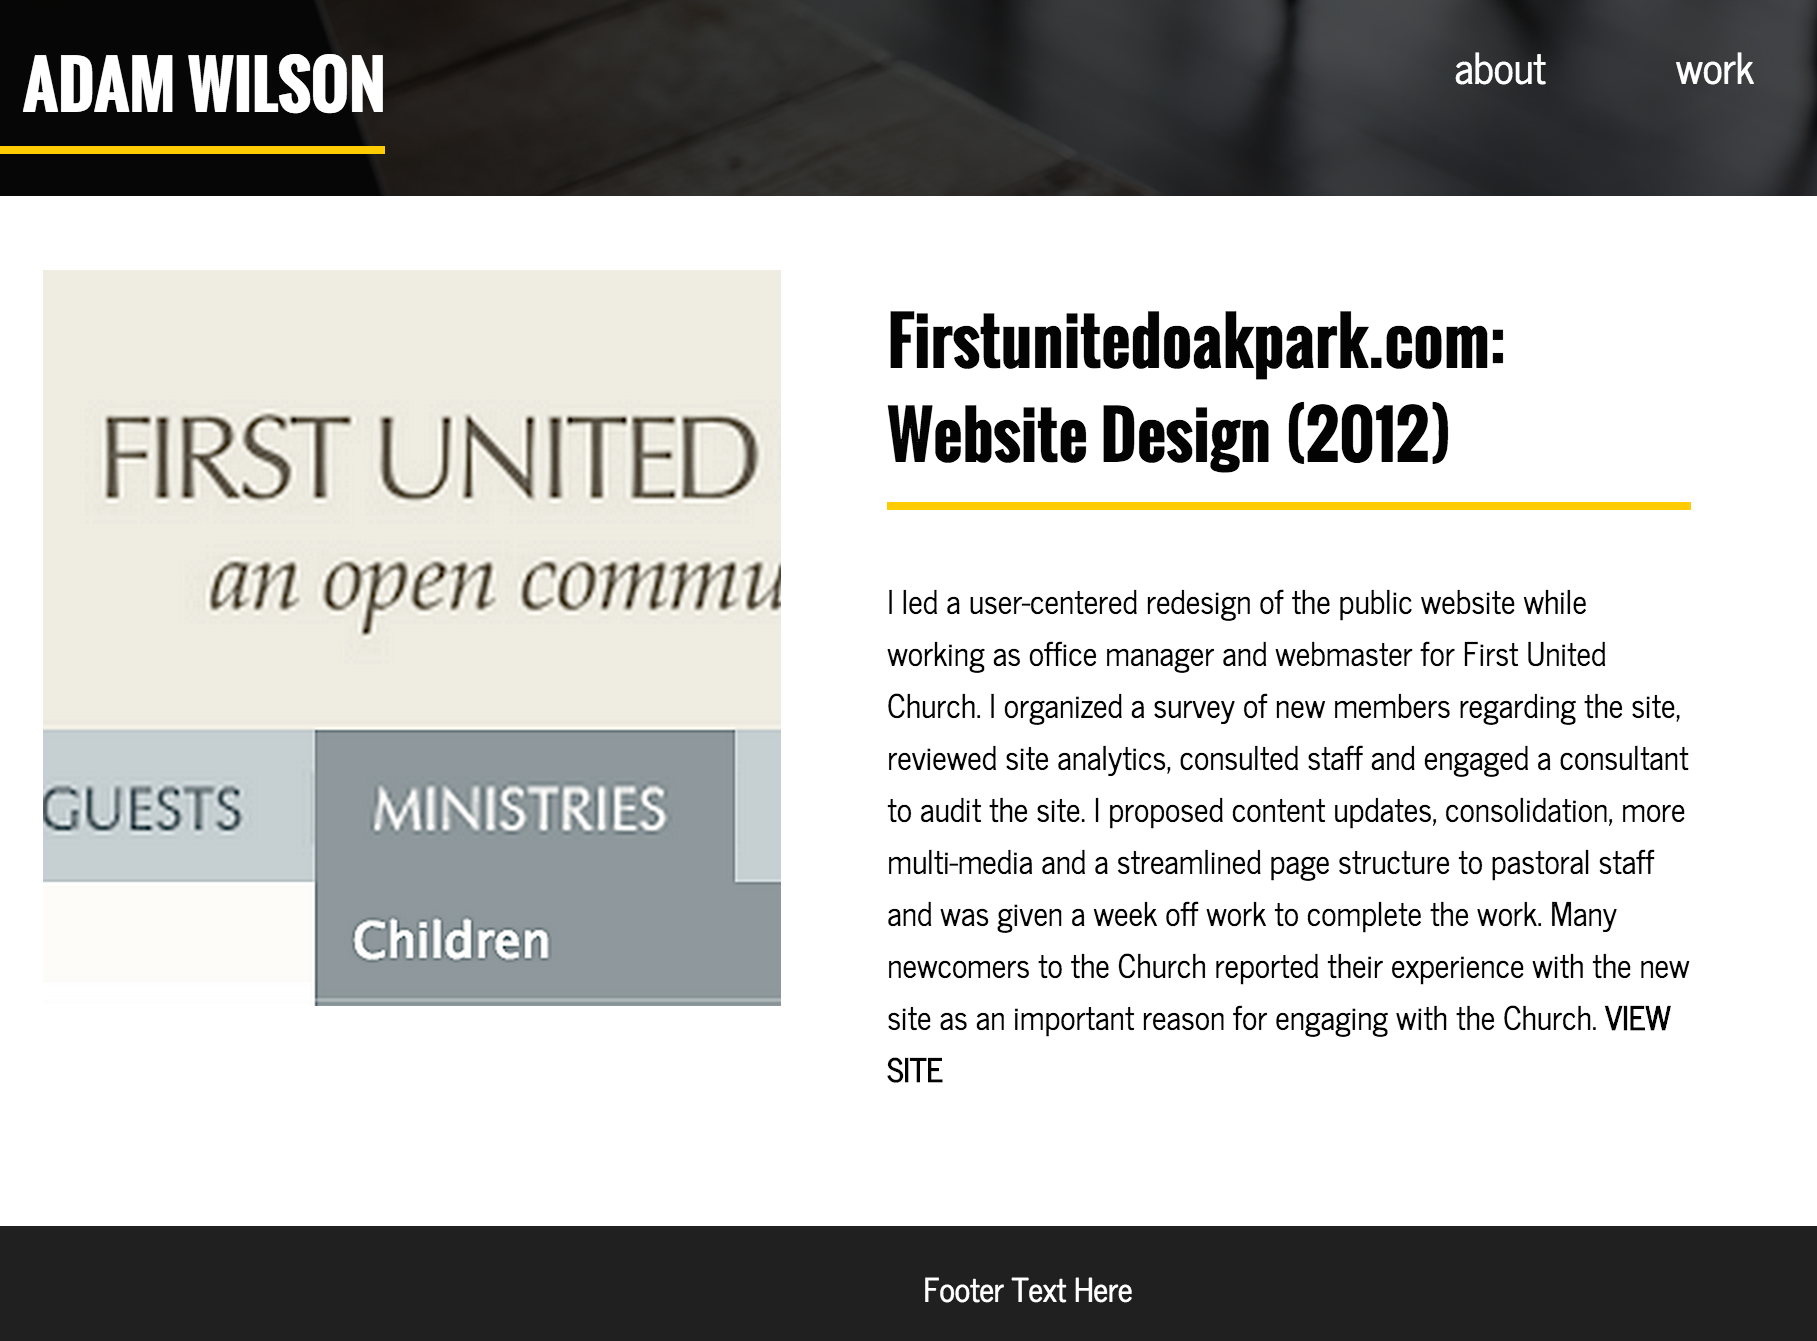 ADAM WILSON
about
work
FIRST UNITED
an open commu
GUESTS
MINISTRIES
Children
Firstunitedoakpark.com:
Website Design (2012)
I led a user-centered redesign of the public website while
working as office manager and webmaster for First United
Church. I organized a survey of new members regarding the site,
reviewed site analytics, consulted staff and engaged a consultant
to audit the site. I proposed content updates, consolidation, more
multi-media and a streamlined page structure to pastoral staff
and was given a week off work to complete the work. Many
newcomers to the Church reported their experience with the new
site as an important reason for engaging with the Church. VIEW
SITE
Footer Text Here